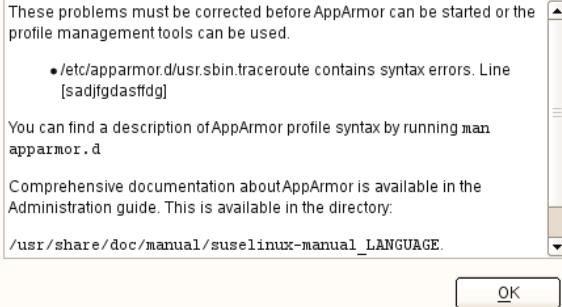 These problems must be corrected before AppArmor can be started or the
profile management tools can be used.
• /etc/apparmor.d/usr.sbin.traceroute contains syntax errors. Line
[sadjfgdasffdg]
You can find a description of AppArmor profile syntax by running man
apparmor.d
Comprehensive documentation about AppArmor is available in the
Administration guide. This is available in the directory:
/usr/share/doc/manual/suselinux-manual_LANGUAGE.
OK